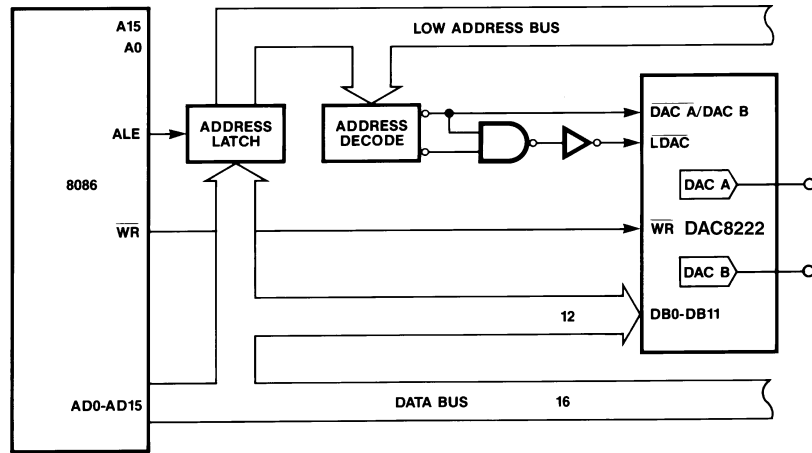 A15
A0
LOW ADDRESS BUS
ALE
ADDRESS
LATCH
ADDRESS
DECODE
DAC A/DAC B
LDAC
8086
DAC A
WR
WR DAC8222
DAC B
12
DB0-DB11
AD0-AD15
DATA BUS
16